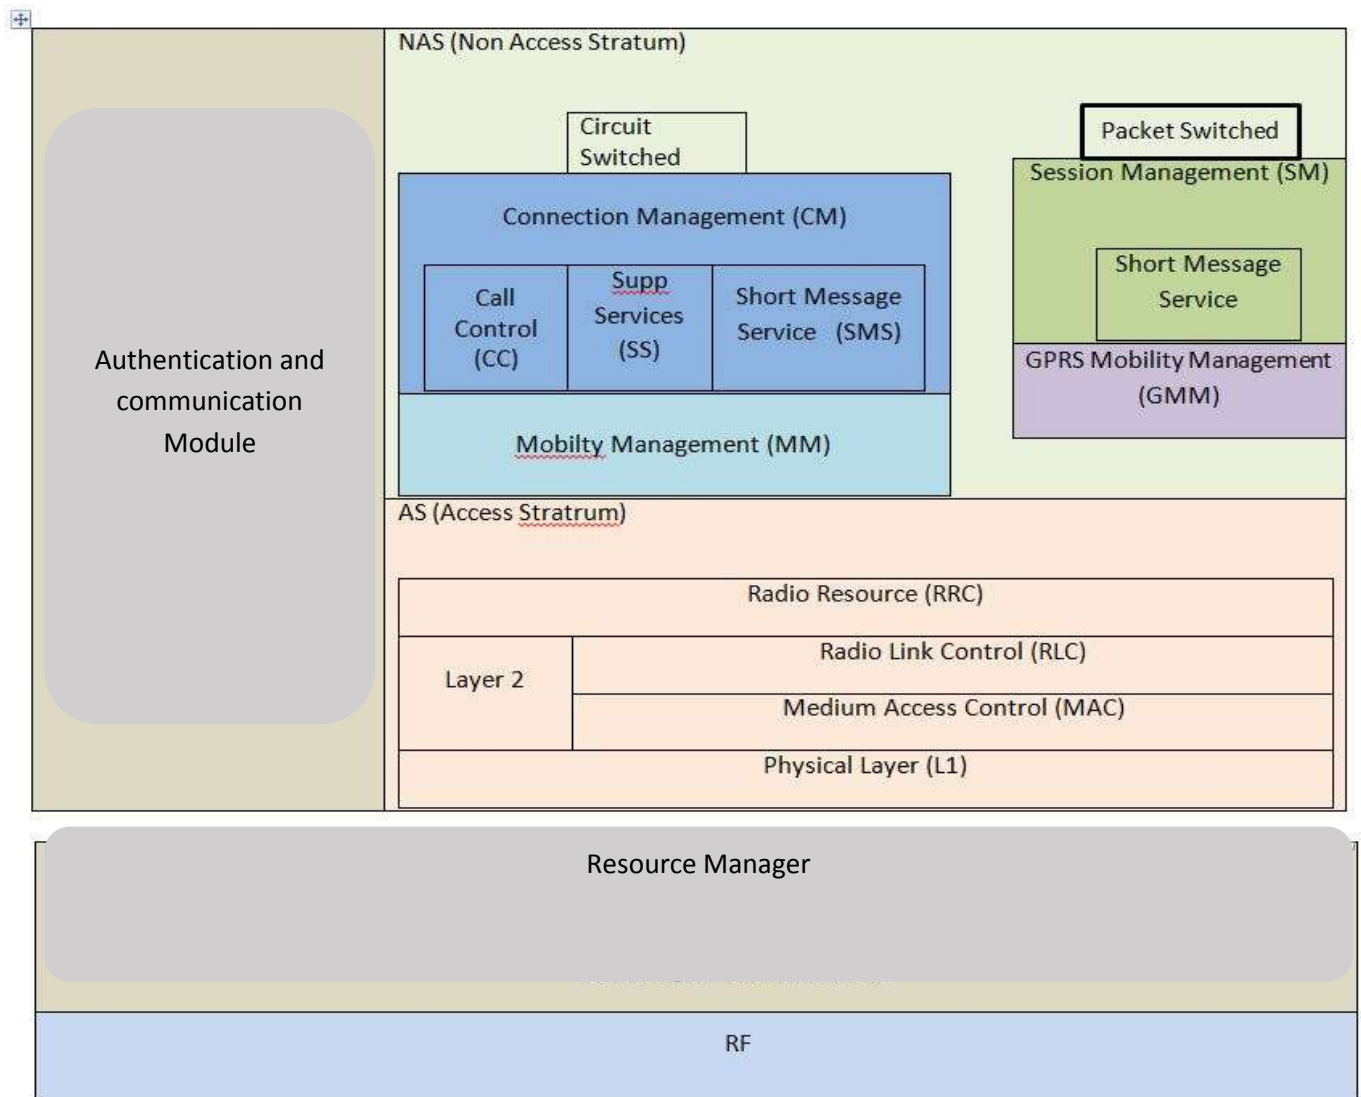 NAS (Non Access Stratum)
Circuit
Switched
Packet Switched
Session Management (SM)
Connection Management (CM)
Short Message
Service
Call
Control
(CC)
Supp
Services
(SS)
Short Message
Service (SMS)
GPRS Mobility Management
(GMM)
Mobilty Management (MM)
Authentication and
communication
Module
AS (Access Stratrum)
Radio Resource (RRC)
Layer 2
Radio Link Control (RLC)
Medium Access Control (MAC)
Physical Layer (L1)
Resource Manager
RF